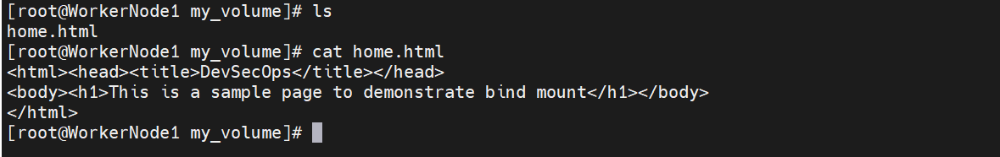 [root@WorkerNode1 my_volume]# ls
home.html
[root@WorkerNode1 my_volume]# cat home.html
<html><head><title>DevSecOps</title></head>
<body><h1>This is a sample page to demonstrate bind mount</h1></body>
</html>
[root@WorkerNode1 my_volume]#